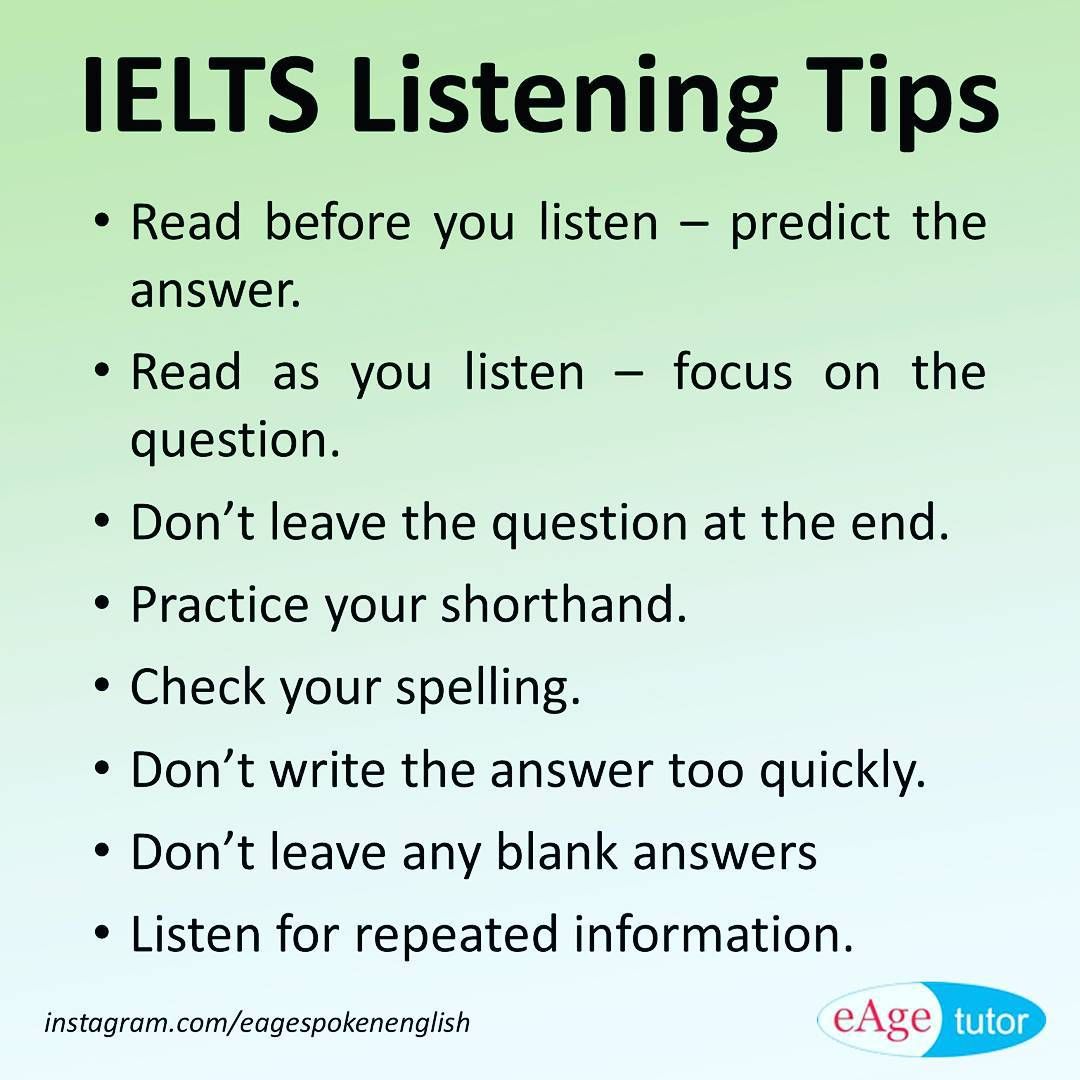 IELTS Listening Tips
• Read before you listen – predict the
answer.
• Read as you listen – focus on the
question.
• Don’t leave the question at the end.
• Practice your shorthand.
• Check your spelling.
• Don’t write the answer too quickly.
• Don’t leave any blank answers
• Listen for repeated information.
instagram.com/eagespokenenglish
eAge tutor